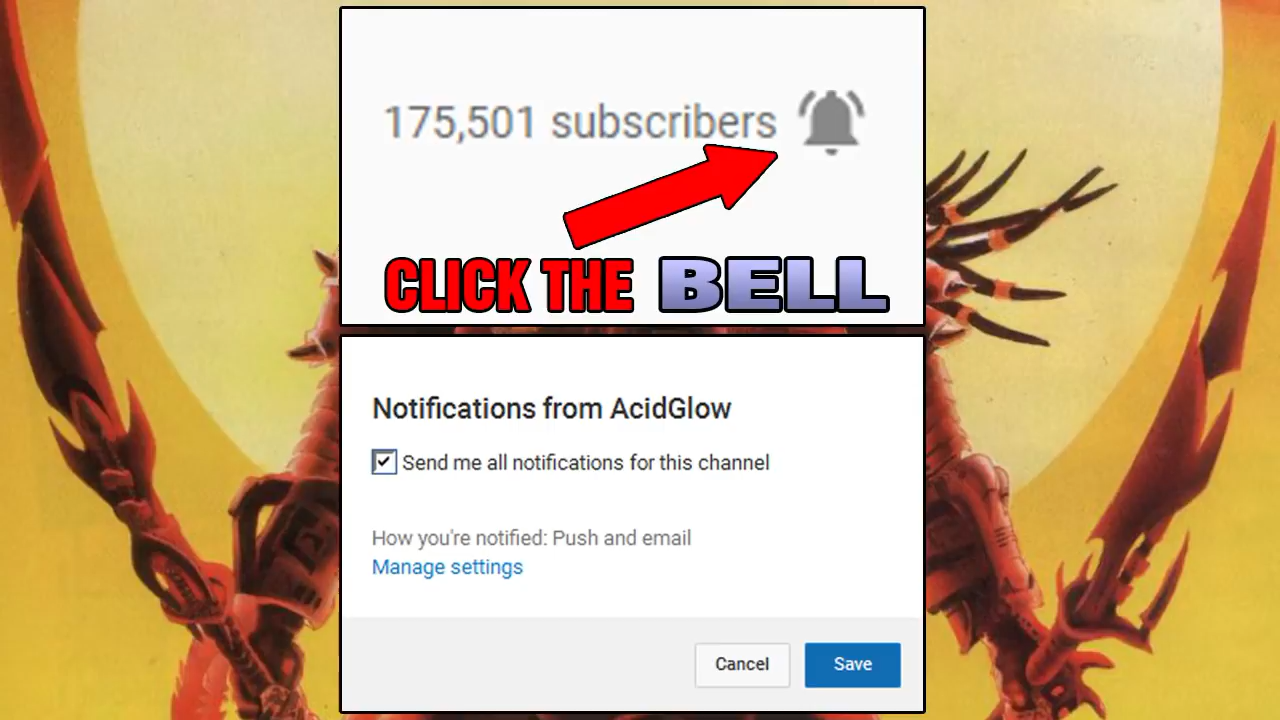 175,501 subscribers
CLICK THE BELL
Notifications from AcidGlow
Send me all notifications for this channel
How you're notified: Push and email
Manage settings
Cancel Save